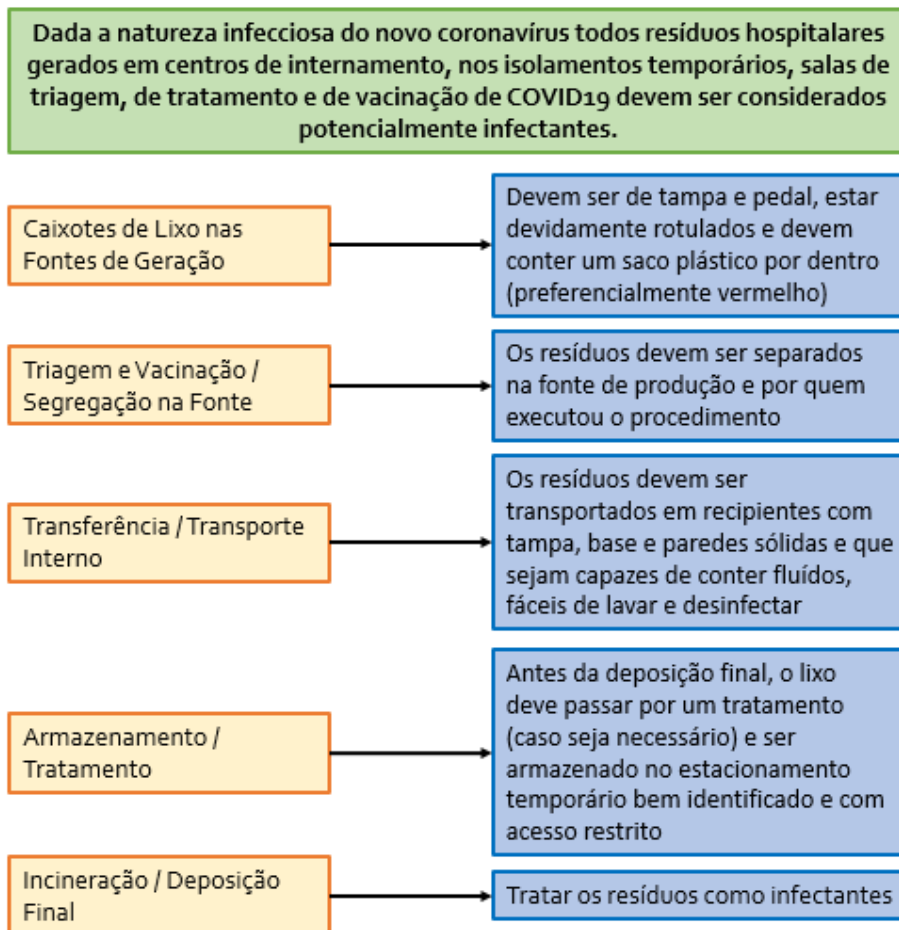 Dada a natureza infecciosa do novo coronavírus todos resíduos hospitalares
gerados em centros de internamento, nos isolamentos temporários, salas de
triagem, de tratamento e de vacinação de COVID19 devem ser considerados
potencialmente infectantes.
Caixotes de Lixo nas
Fontes de Geração
Devem ser de tampa e pedal, estar
devidamente rotulados e devem
conter um saco plástico por dentro
(preferencialmente vermelho)
Triagem e Vacinação /
Segregação na Fonte
Os resíduos devem ser separados
na fonte de produção e por quem
executou o procedimento
Transferência / Transporte
Interno
Os resíduos devem ser
transportados em recipientes com
tampa, base e paredes sólidas e que
sejam capazes de conter fluídos,
fáceis de lavar e desinfectar
Armazenamento /
Tratamento
Antes da deposição final, o lixo
deve passar por um tratamento
(caso seja necessário) e ser
armazenado no estacionamento
temporário bem identificado e com
acesso restrito
Incineração / Deposição
Final
Tratar os resíduos como infectantes